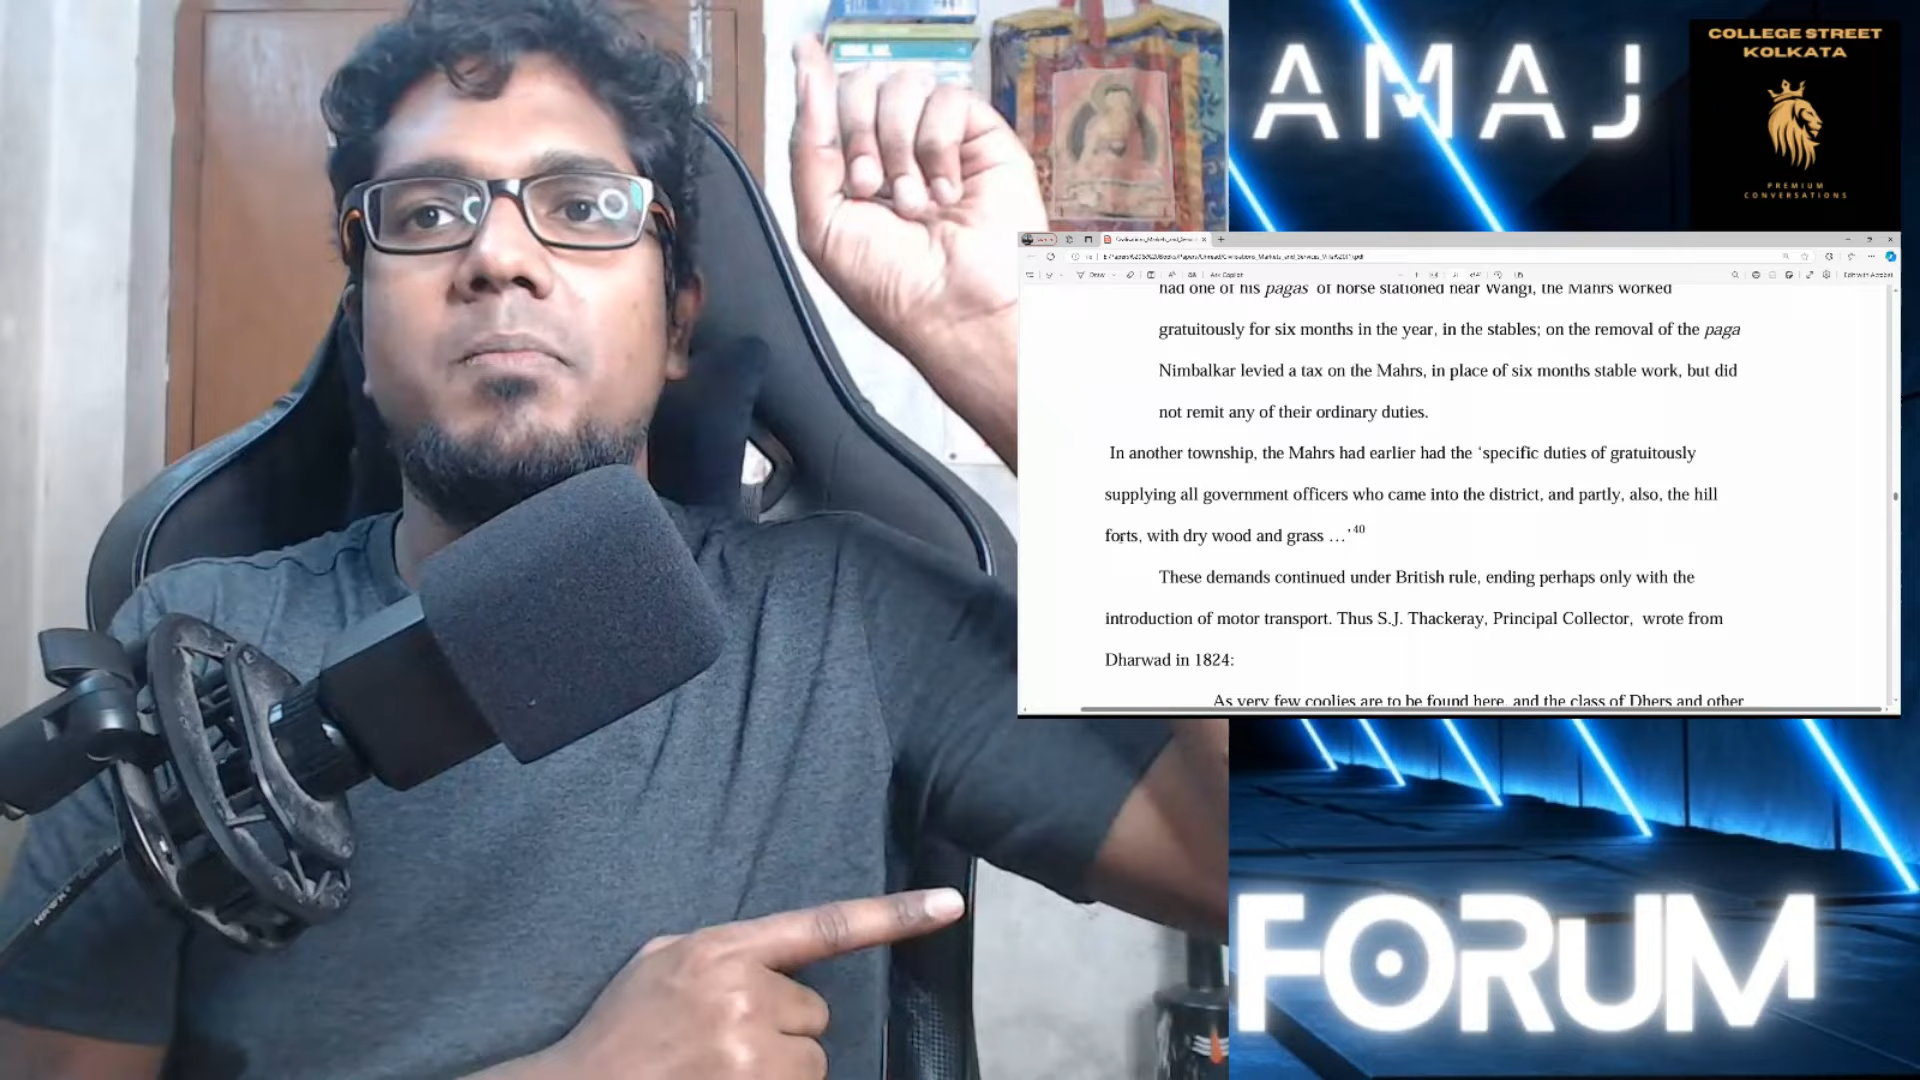 AMAJ
COLLEGE STREET
KOLKATA
PREMIUM
CONVERSATIONS
Draw
Ask Copilot
Edit with Acrobat
had one of his pagas of horse stationed near Wangi, the Mahrs worked
gratuitously for six months in the year, in the stables; on the removal of the paga
Nimbalkar levied a tax on the Mahrs, in place of six months stable work, but did
not remit any of their ordinary duties.
In another township, the Mahrs had earlier had the ‘specific duties of gratuitously
supplying all government officers who came into the district, and partly, also, the hill
forts, with dry wood and grass …’40
These demands continued under British rule, ending perhaps only with the
introduction of motor transport. Thus S.J. Thackeray, Principal Collector, wrote from
Dharwad in 1824:
As very few coolies are to be found here, and the class of Dhers and other
FORUM